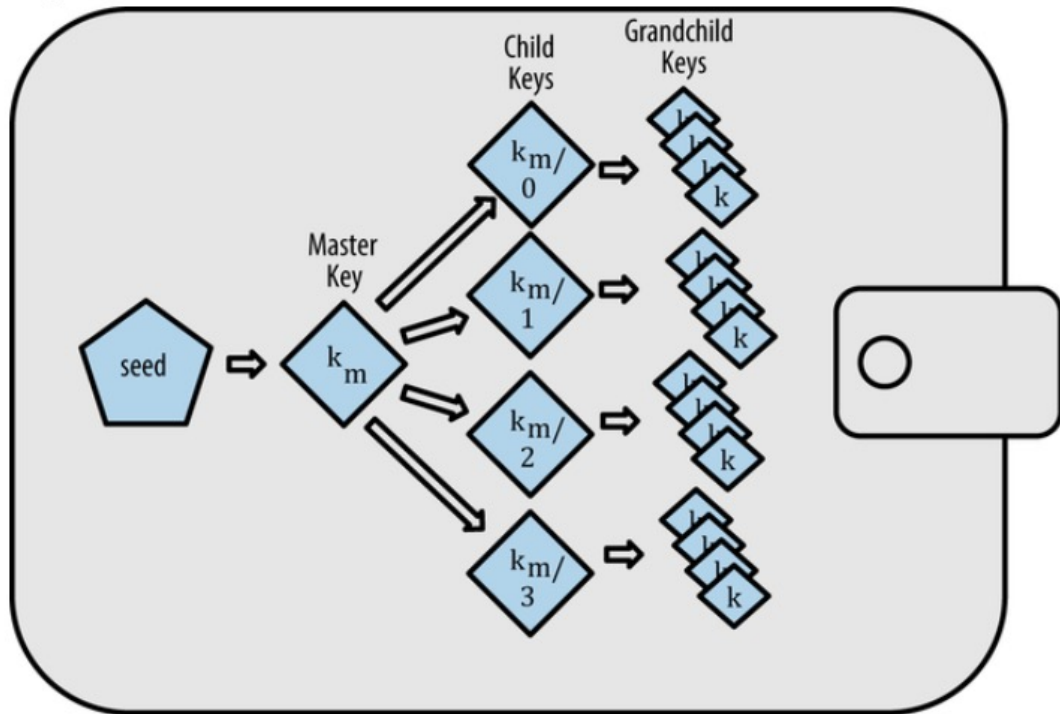 Child
Keys
Grandchild
Keys
Master
Key
seed
k m
k m/
0
k m/
1
k m/
2
k m/
3
k
k
k
k